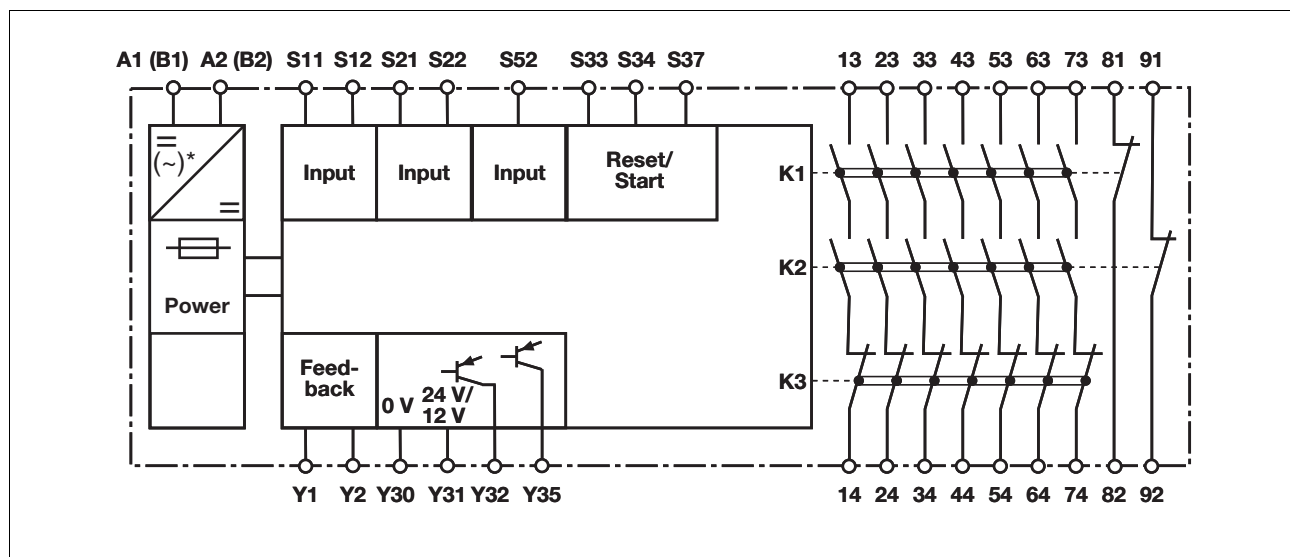 A1 (B1) A2 (B2) S11 S12 S21 S22 S52 S33 S34 S37 13 23 33 43 53 63 73 81 91
(~)*
Input Input Input Reset/
Start
K1
K2
Power
Feed-
back
0 V 24 V/
12 V
K3
Y1 Y2 Y30 Y31 Y32 Y35 14 24 34 44 54 64 74 82 92